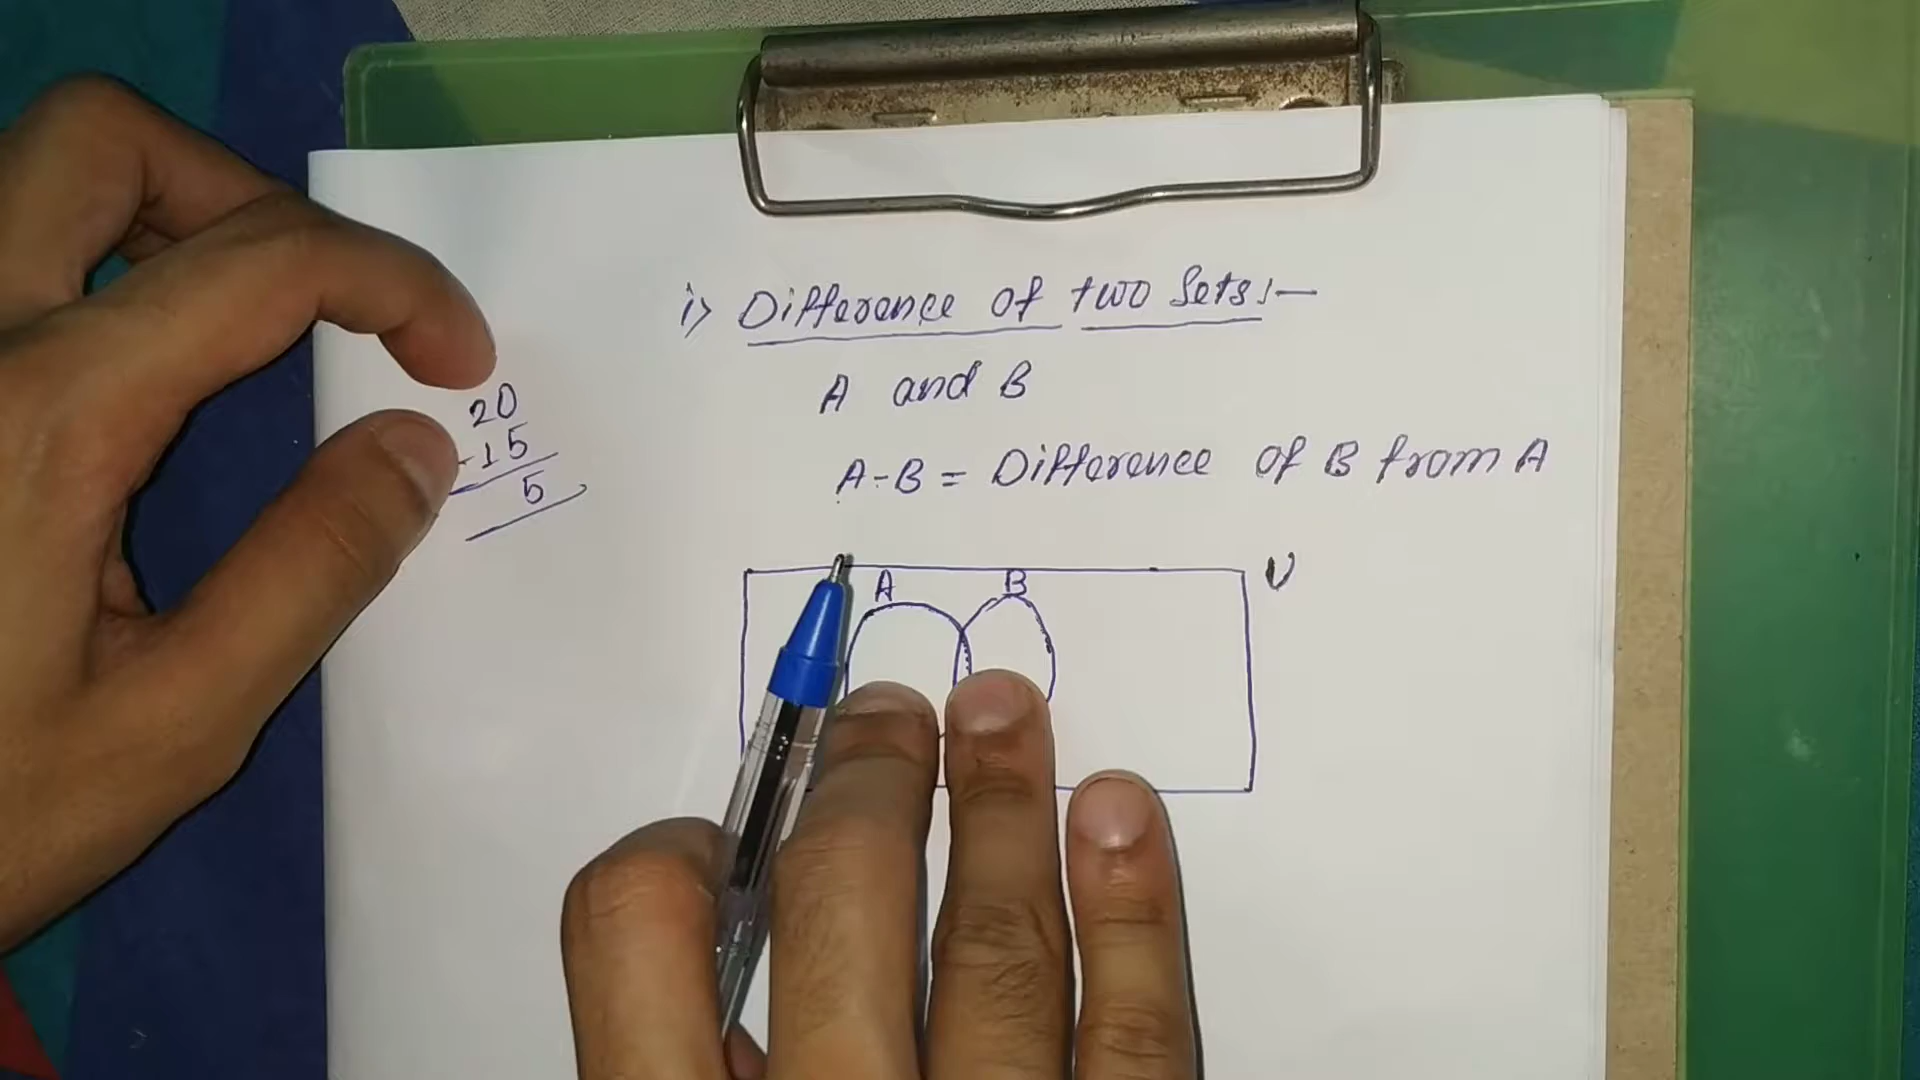 i> Difference of two Sets:-
A and B
20
-15
5
A-B = Difference of B from A
A B U